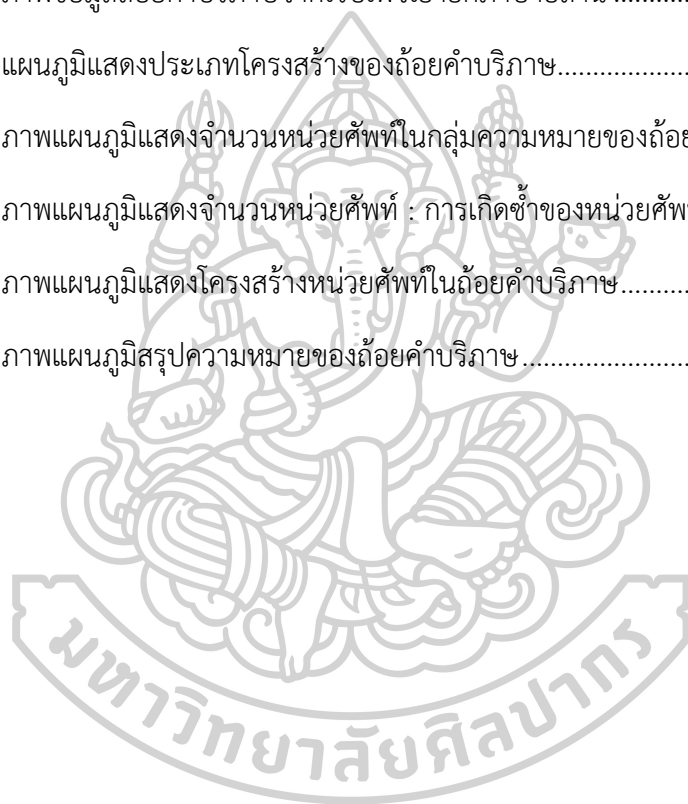 แผนภูมิแสดงประเภทโครงสร้างของถ้อยคำบริภาษ....................
ภาพแผนภูมิแสดงจำนวนหน่วยศัพท์ในกลุ่มความหมายของถ้อย
ภาพแผนภูมิแสดงจำนวนหน่วยศัพท์ : การเกิดซ้ำของหน่วยศัพ
ภาพแผนภูมิแสดงโครงสร้างหน่วยศัพท์ในถ้อยคำบริภาษ...........
ภาพแผนภูมิสรุปความหมายของถ้อยคำบริภาษ.........................
มหาวิทยาลัยศิลปากร